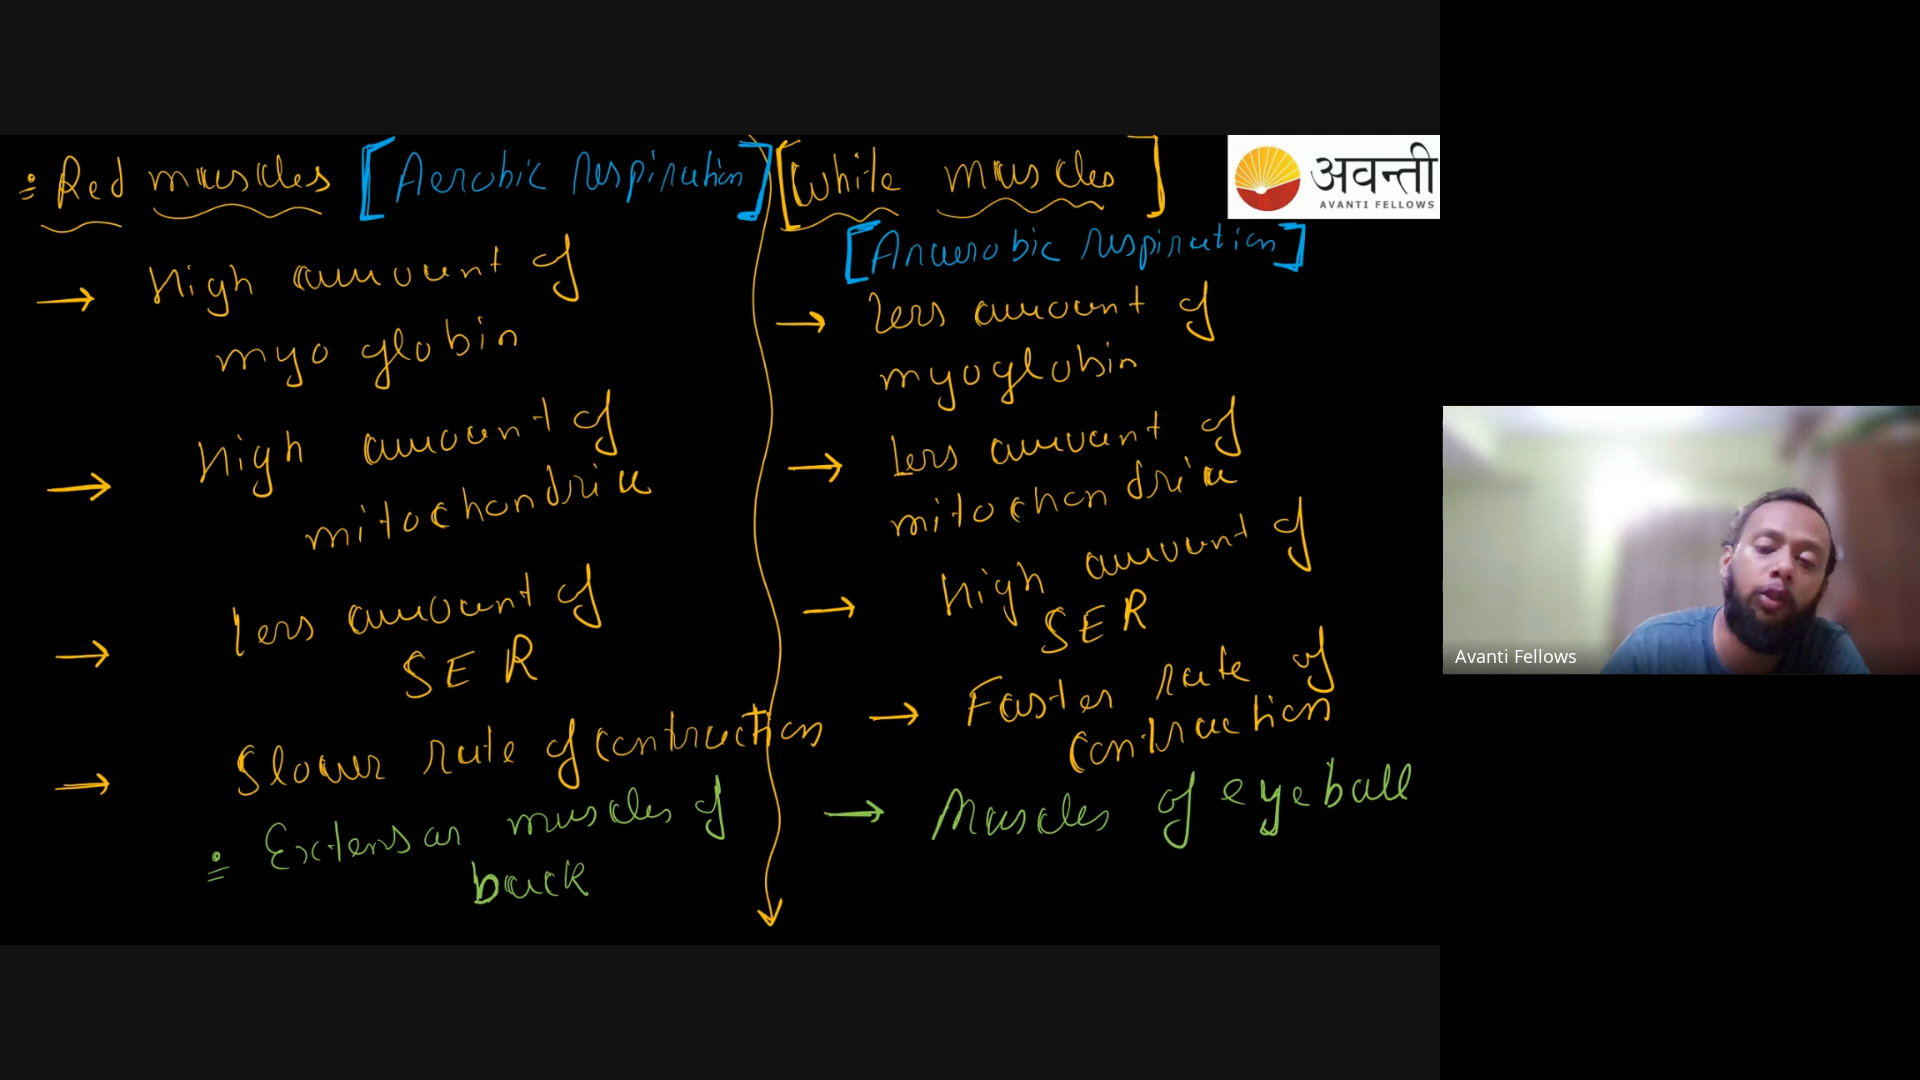 Red muscles [Aerobic respiration]
→ High amount of
myoglobin
→ High amount of
mitochondria
→ less amount of
SER
→ Slower rate of contraction
Extensor muscles of
back
[White muscles]
[Anaerobic respiration]
→ less amount of
myoglobin
→ Less amount of
mitochondria
→ High amount of
SER
→ Faster rate of
contraction
→ Muscles of eyeball
अवन्ती
AVANTI FELLOWS
Avanti Fellows